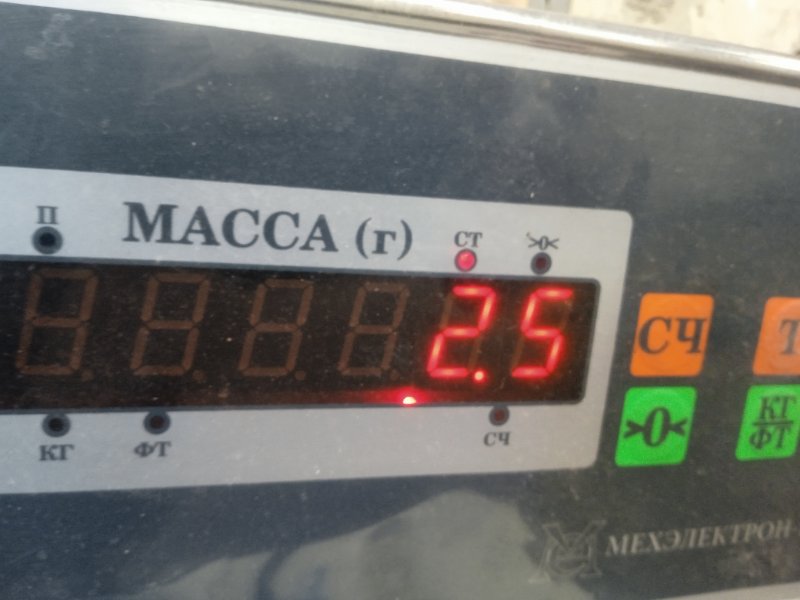 П
МАССА (г)
СТ
>0<
2.5
КГ
ФТ
СЧ
СЧ
Т
>0<
КГ
ФТ
МЕХЭЛЕКТРОН-